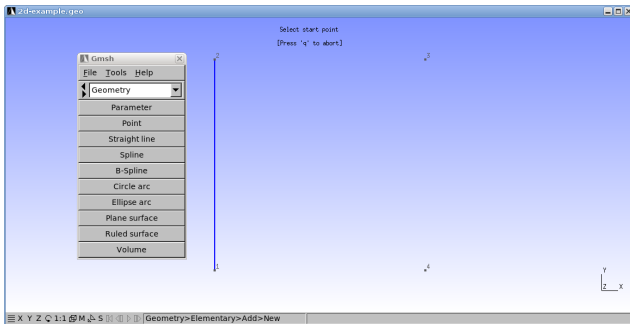 2d-example.geo
Select start point
[Press 'q' to abort]
Gmsh
File Tools Help
Geometry
Parameter
Point
Straight line
Spline
B-Spline
Circle arc
Ellipse arc
Plane surface
Ruled surface
Volume
2
3
1
4
Y
Z X
X Y Z 1:1 M S Geometry>Elementary>Add>New